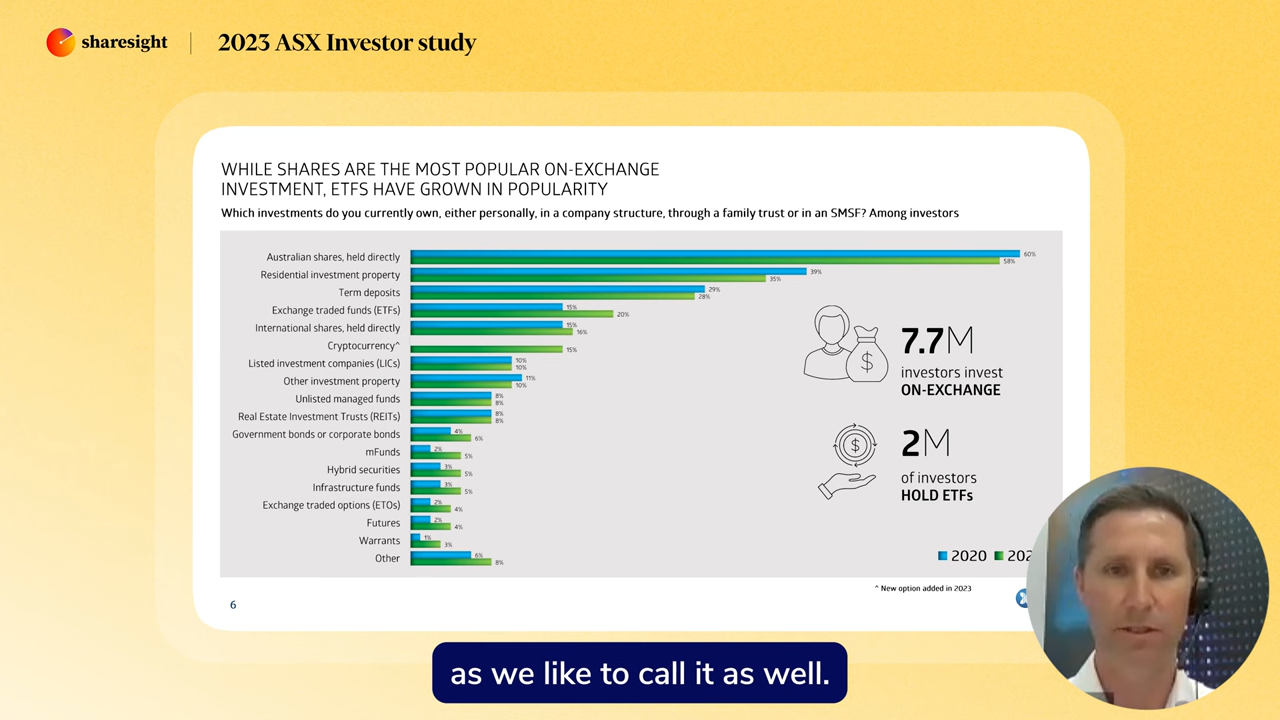 sharesight | 2023 ASX Investor study
WHILE SHARES ARE THE MOST POPULAR ON-EXCHANGE
INVESTMENT, ETFS HAVE GROWN IN POPULARITY
Which investments do you currently own, either personally, in a company structure, through a family trust or in an SMSF? Among investors
Australian shares, held directly 60% 58%
Residential investment property 39% 35%
Term deposits 29% 28%
Exchange traded funds (ETFs) 15% 20%
International shares, held directly 15% 16%
Cryptocurrency^ 15%
Listed investment companies (LICs) 10% 10%
Other investment property 11% 10%
Unlisted managed funds 8% 8%
Real Estate Investment Trusts (REITs) 8% 8%
Government bonds or corporate bonds 4% 6%
mFunds 2% 5%
Hybrid securities 3% 5%
Infrastructure funds 3% 5%
Exchange traded options (ETOs) 2% 4%
Futures 2% 4%
Warrants 1% 3%
Other 6% 8%
7.7M
investors invest
ON-EXCHANGE
2M
of investors
HOLD ETFs
2020 202
^ New option added in 2023
6
as we like to call it as well.